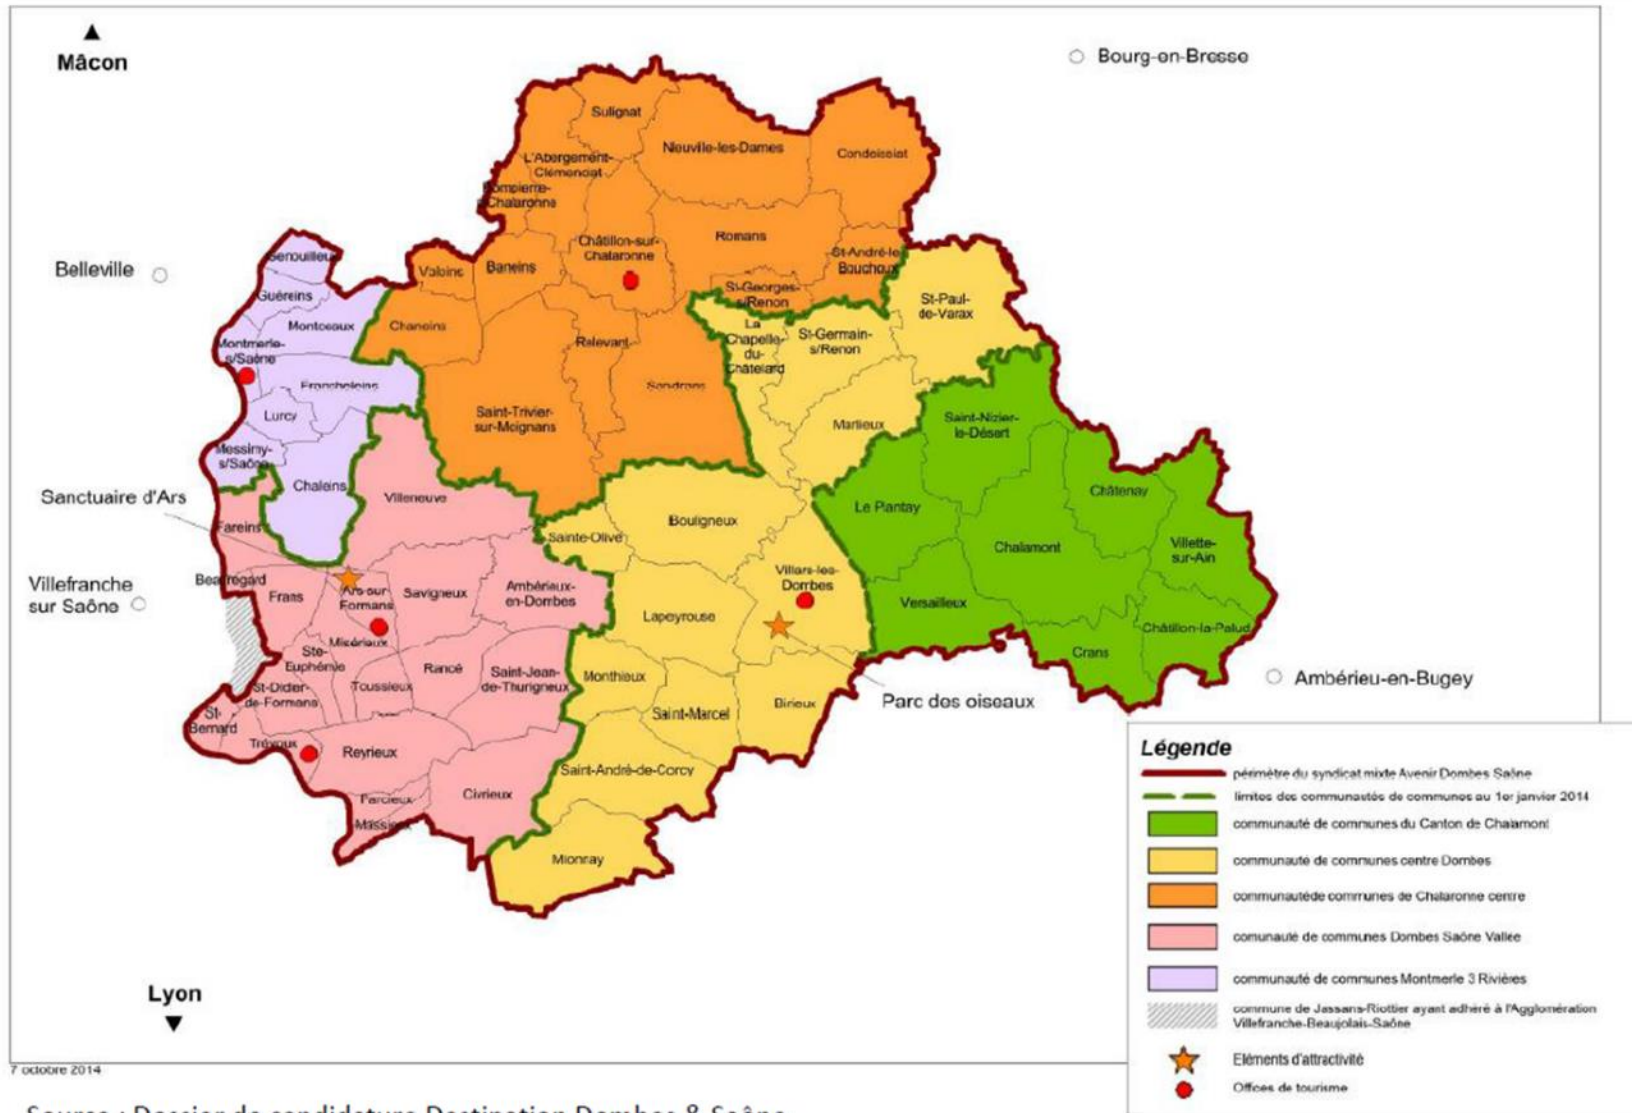 Mâcon
Bourg-en-Bresse
Sulignat
Neuville-les-Dames
Condeissiat
L'Abergement-
Clémenciat
Dompierre-
s/Chalaronne
Romans
Châtillon-sur-
Chalaronne
St-André-le
Bouchoux
Belleville
Valeins
Baneins
Genouilleux
Guéreins
St-Georges-
s/Renon
St-Paul-
de-Varax
Montceaux
Chaneins
La
Chapelle-
du-
Châtelard
St-Germain-
s/Renon
Montmerle-
s/Saône
Relevant
Francheleins
Sandrans
Lurcy
Saint-Trivier-
sur-Moignans
Marlieux
Saint-Nizier-
le-Désert
Messimy-
s/Saône
Chaleins
Sanctuaire d'Ars
Villeneuve
Châtenay
Le Plantay
Fareins
Bouligneux
Sainte-Olive
Chalamont
Villette-
sur-Ain
Villefranche
sur Saône
Beauregard
Frans
Ars-sur-
Formans
Savigneux
Ambérieux-
en-Dombes
Villars-les-
Dombes
Lapeyrouse
Versailleux
Châtillon-la-Palud
Misérieux
Ste-
Euphémie
Crans
Rancé
Saint-Jean-
de-Thurigneux
Monthieux
Ambérieu-en-Bugey
St-Didier-
de-Formans
Toussieux
Parc des oiseaux
Birieux
Saint-Marcel
St-
Bernard
Trévoux
Reyrieux
Saint-André-de-Corcy
Parcieux
Civrieux
Massieux
Mionnay
Lyon
Légende
périmètre du syndicat mixte Avenir Dombes Saône
limites des communautés de communes au 1er janvier 2014
communauté de communes du Canton de Chalamont
communauté de communes centre Dombes
communautéde communes de Chalaronne centre
comunauté de communes Dombes Saône Vallée
communauté de communes Montmerle 3 Rivières
commune de Jassans-Riottier ayant adhéré à l'Agglomération
Villefranche-Beaujolais-Saône
Eléments d'attractivité
Offices de tourisme
7 octobre 2014
Source : Dossier de candidature Destination Dombes & Saône